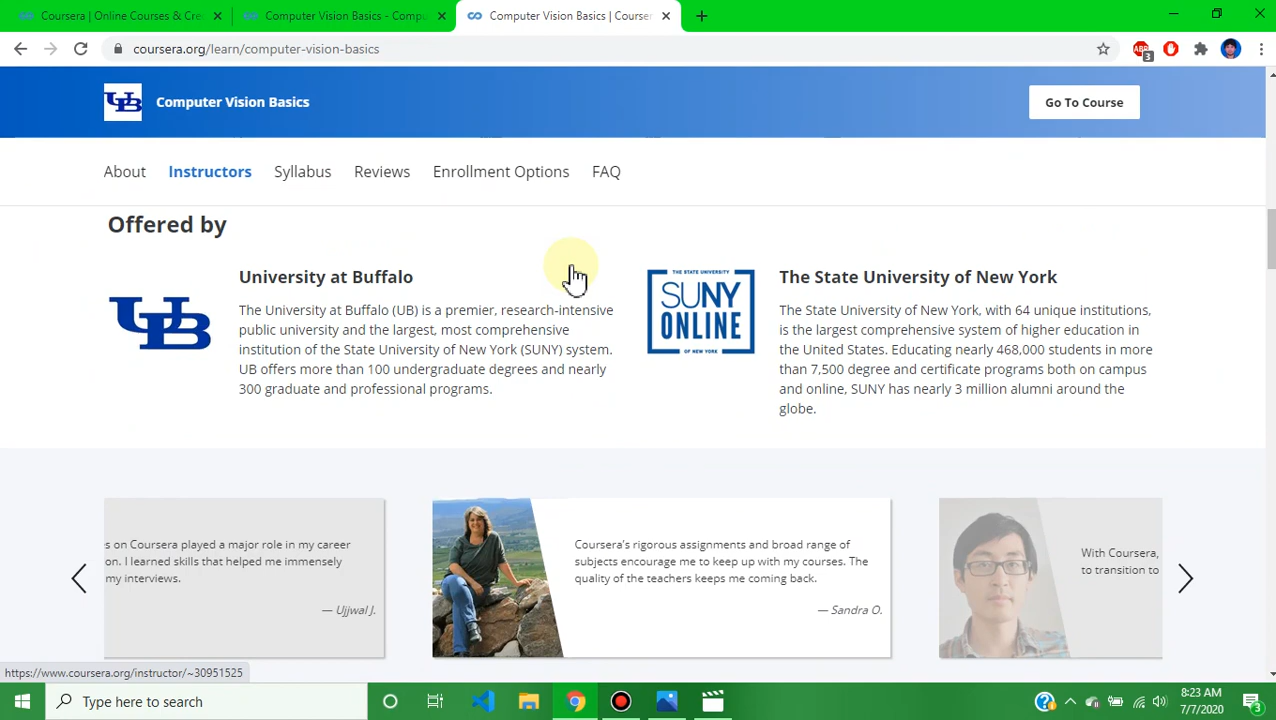 Coursera | Online Courses & Cre
Computer Vision Basics - Compu
Computer Vision Basics | Courser
coursera.org/learn/computer-vision-basics
ABP
3
UB
Computer Vision Basics
Go To Course
About
Instructors
Syllabus
Reviews
Enrollment Options
FAQ
Offered by
UB
University at Buffalo
The University at Buffalo (UB) is a premier, research-intensive
public university and the largest, most comprehensive
institution of the State University of New York (SUNY) system.
UB offers more than 100 undergraduate degrees and nearly
300 graduate and professional programs.
THE STATE UNIVERSITY
SUNY
ONLINE
OF NEW YORK
The State University of New York
The State University of New York, with 64 unique institutions,
is the largest comprehensive system of higher education in
the United States. Educating nearly 468,000 students in more
than 7,500 degree and certificate programs both on campus
and online, SUNY has nearly 3 million alumni around the
globe.
s on Coursera played a major role in my career
on. I learned skills that helped me immensely
my interviews.
— Ujjwal J.
Coursera's rigorous assignments and broad range of
subjects encourage me to keep up with my courses. The
quality of the teachers keeps me coming back.
— Sandra O.
With Coursera,
to transition to
https://www.coursera.org/instructor/~30951525
Type here to search
8:23 AM
7/7/2020
3